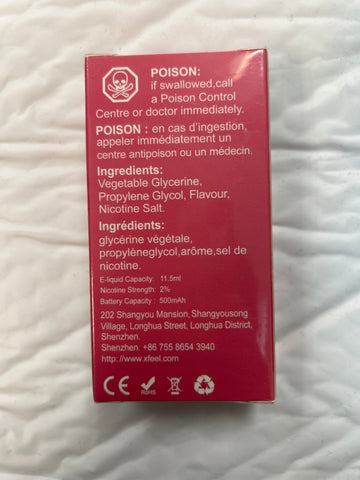 POISON:
if swallowed,call
a Poison Control
Centre or doctor immediately.
POISON : en cas d'ingestion,
appeler immédiatement un
centre antipoison ou un médecin.
Ingredients:
Vegetable Glycerine,
Propylene Glycol, Flavour,
Nicotine Salt.
Ingrédients:
glycérine végétale,
propylèneglycol,arôme,sel de
nicotine.
E-liquid Capacity: 11.5ml
Nicotine Strength: 2%
Battery Capacity : 500mAh
202 Shangyou Mansion, Shangyousong
Village, Longhua Street, Longhua District,
Shenzhen.
Shenzhen. +86 755 8654 3940
http://www.xfeel.com
CE RoHS